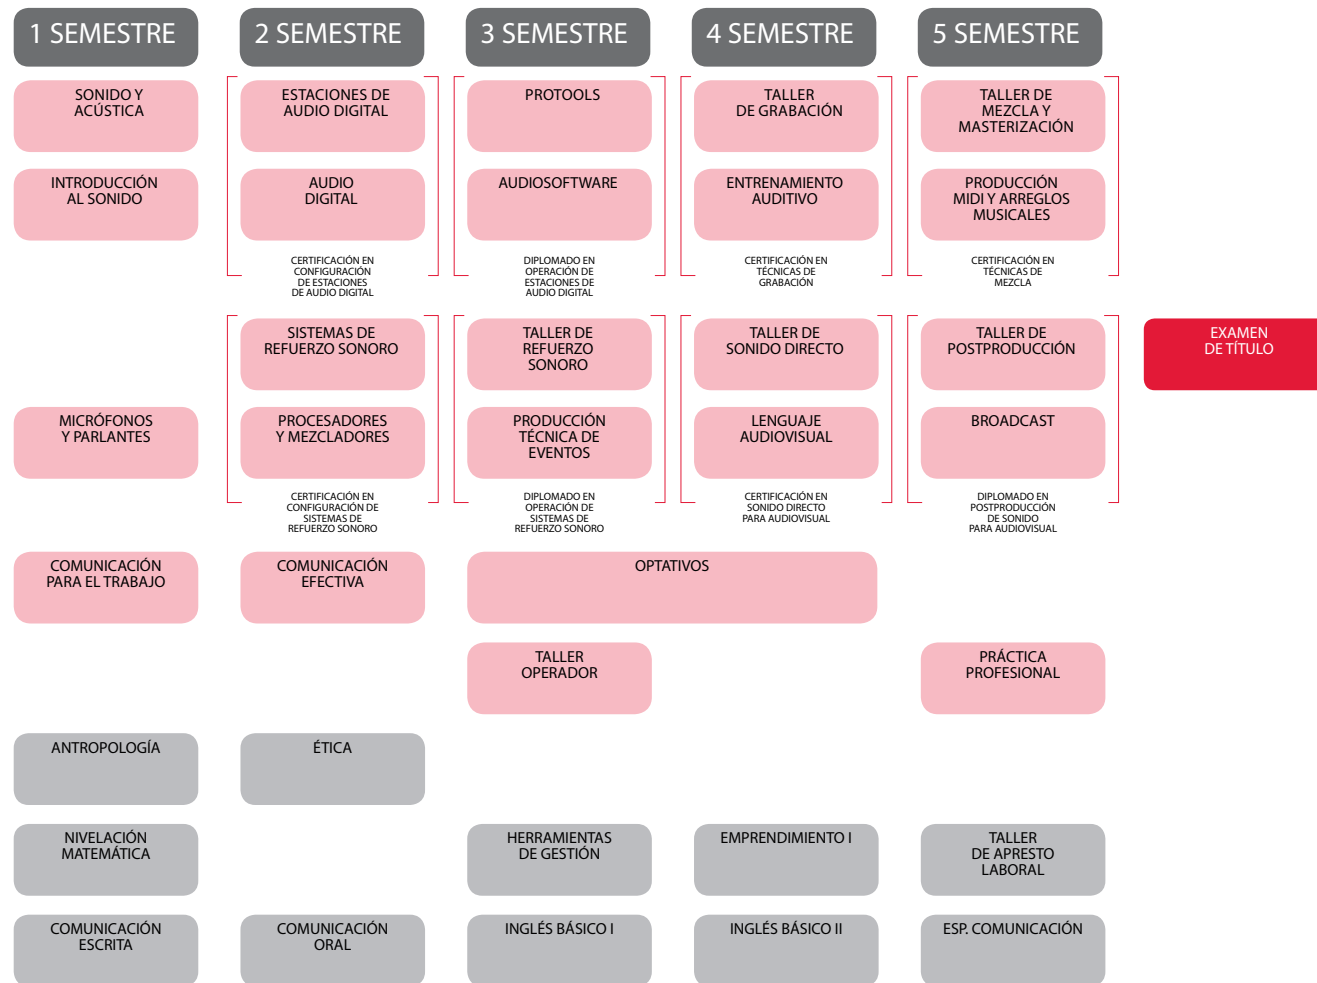 1 SEMESTRE
2 SEMESTRE
3 SEMESTRE
4 SEMESTRE
5 SEMESTRE
SONIDO Y
ACÚSTICA
ESTACIONES DE
AUDIO DIGITAL
PROTOOLS
TALLER
DE GRABACIÓN
TALLER DE
MEZCLA Y
MASTERIZACIÓN
INTRODUCCIÓN
AL SONIDO
AUDIO
DIGITAL
AUDIOSOFTWARE
ENTRENAMIENTO
AUDITIVO
PRODUCCIÓN
MIDI Y ARREGLOS
MUSICALES
CERTIFICACIÓN EN
CONFIGURACIÓN
DE ESTACIONES
DE AUDIO DIGITAL
DIPLOMADO EN
OPERACIÓN DE
ESTACIONES DE
AUDIO DIGITAL
CERTIFICACIÓN EN
TÉCNICAS DE
GRABACIÓN
CERTIFICACIÓN EN
TÉCNICAS DE
MEZCLA
SISTEMAS DE
REFUERZO SONORO
TALLER DE
REFUERZO
SONORO
TALLER DE
SONIDO DIRECTO
TALLER DE
POSTPRODUCCIÓN
EXAMEN
DE TÍTULO
MICRÓFONOS
Y PARLANTES
PROCESADORES
Y MEZCLADORES
PRODUCCIÓN
TÉCNICA DE
EVENTOS
LENGUAJE
AUDIOVISUAL
BROADCAST
CERTIFICACIÓN EN
CONFIGURACIÓN DE
SISTEMAS DE
REFUERZO SONORO
DIPLOMADO EN
OPERACIÓN DE
SISTEMAS DE
REFUERZO SONORO
CERTIFICACIÓN EN
SONIDO DIRECTO
PARA AUDIOVISUAL
DIPLOMADO EN
POSTPRODUCCIÓN
DE SONIDO
PARA AUDIOVISUAL
COMUNICACIÓN
PARA EL TRABAJO
COMUNICACIÓN
EFECTIVA
OPTATIVOS
TALLER
OPERADOR
PRÁCTICA
PROFESIONAL
ANTROPOLOGÍA
ÉTICA
NIVELACIÓN
MATEMÁTICA
HERRAMIENTAS
DE GESTIÓN
EMPRENDIMIENTO I
TALLER
DE APRESTO
LABORAL
COMUNICACIÓN
ESCRITA
COMUNICACIÓN
ORAL
INGLÉS BÁSICO I
INGLÉS BÁSICO II
ESP. COMUNICACIÓN